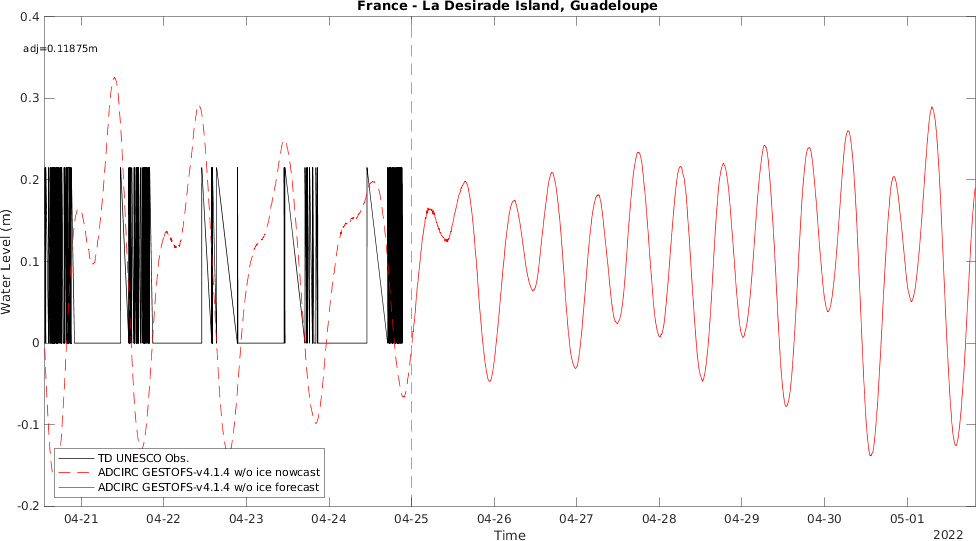 France - La Desirade Island, Guadeloupe
adj=0.11875m
0.4
0.3
0.2
0.1
0
-0.1
-0.2
Water Level (m)
TD UNESCO Obs.
ADCIRC GESTOFS-v4.1.4 w/o ice nowcast
ADCIRC GESTOFS-v4.1.4 w/o ice forecast
04-21 04-22 04-23 04-24 04-25 04-26 04-27 04-28 04-29 04-30 05-01
Time
2022